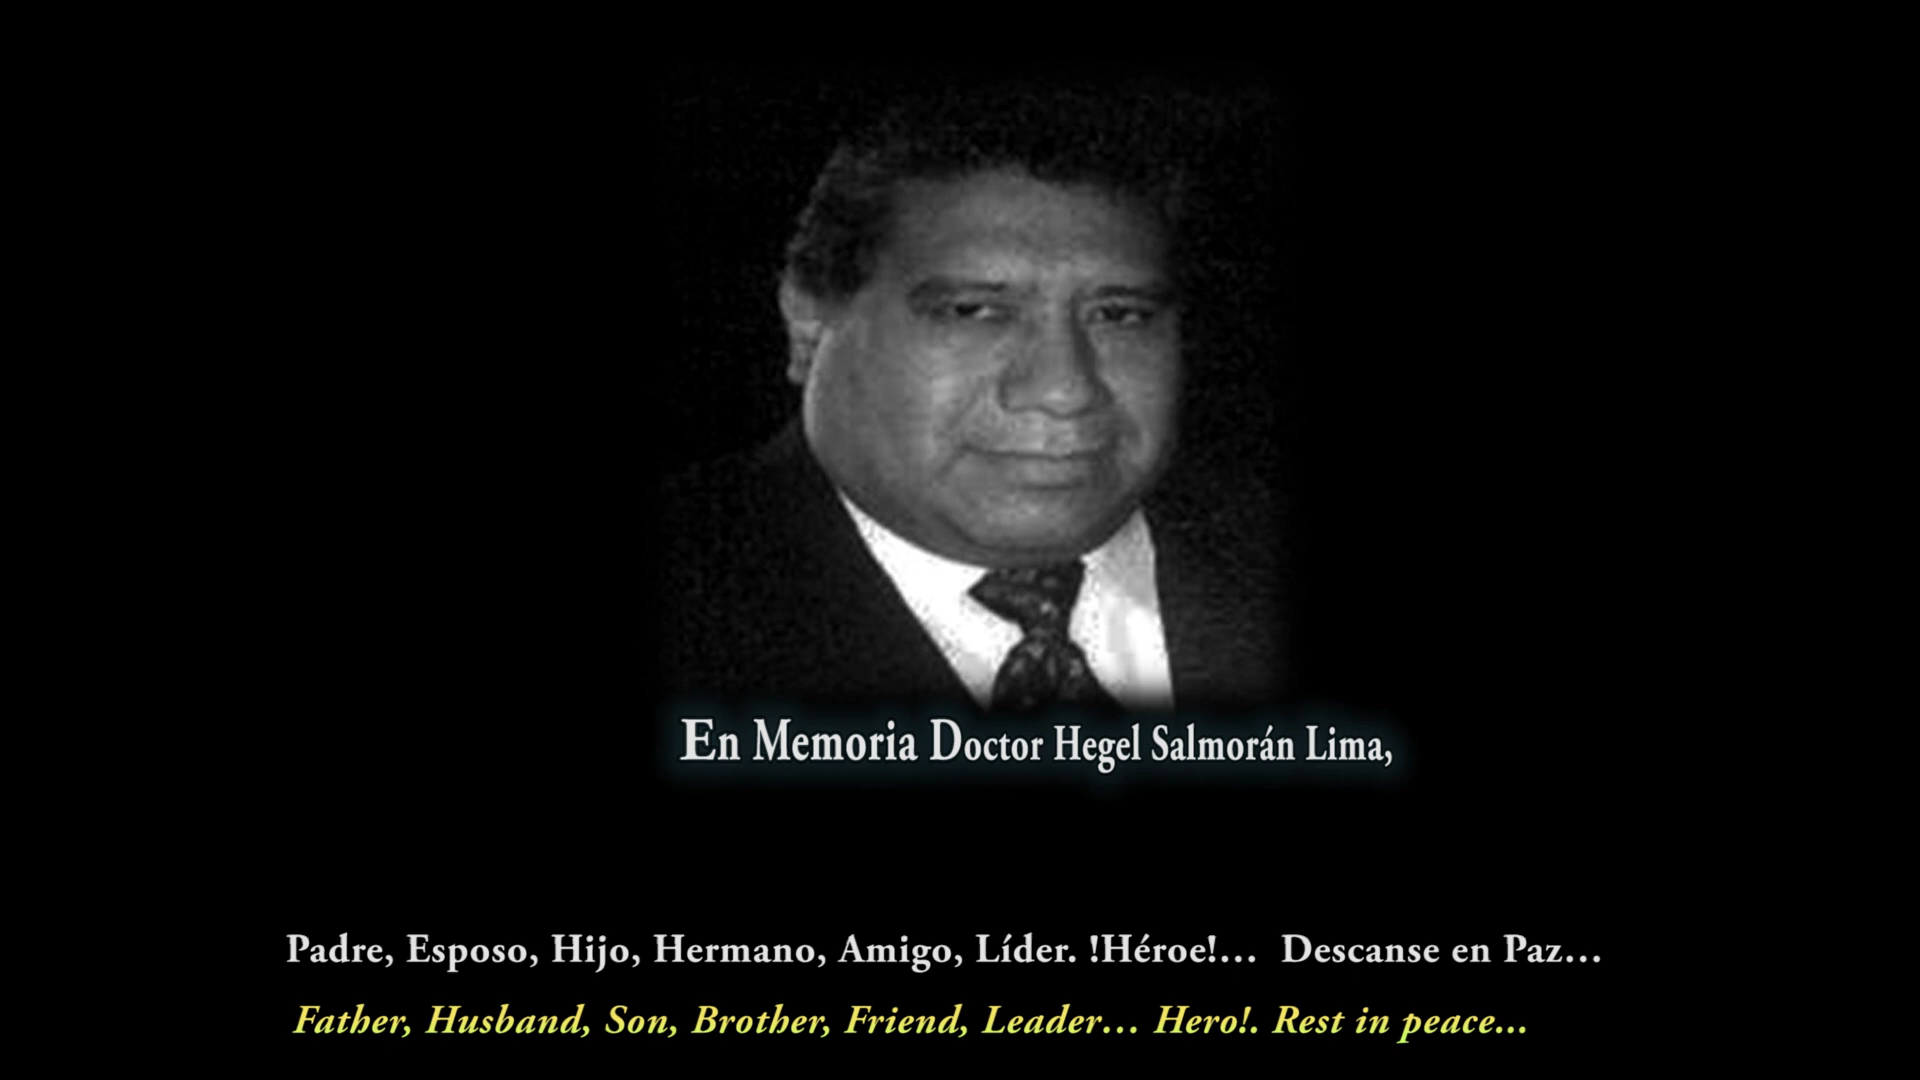 En Memoria Doctor Hegel Salmorán Lima,
Padre, Esposo, Hijo, Hermano, Amigo, Líder. !Héroe!... Descanse en Paz...
Father, Husband, Son, Brother, Friend, Leader... Hero!. Rest in peace...